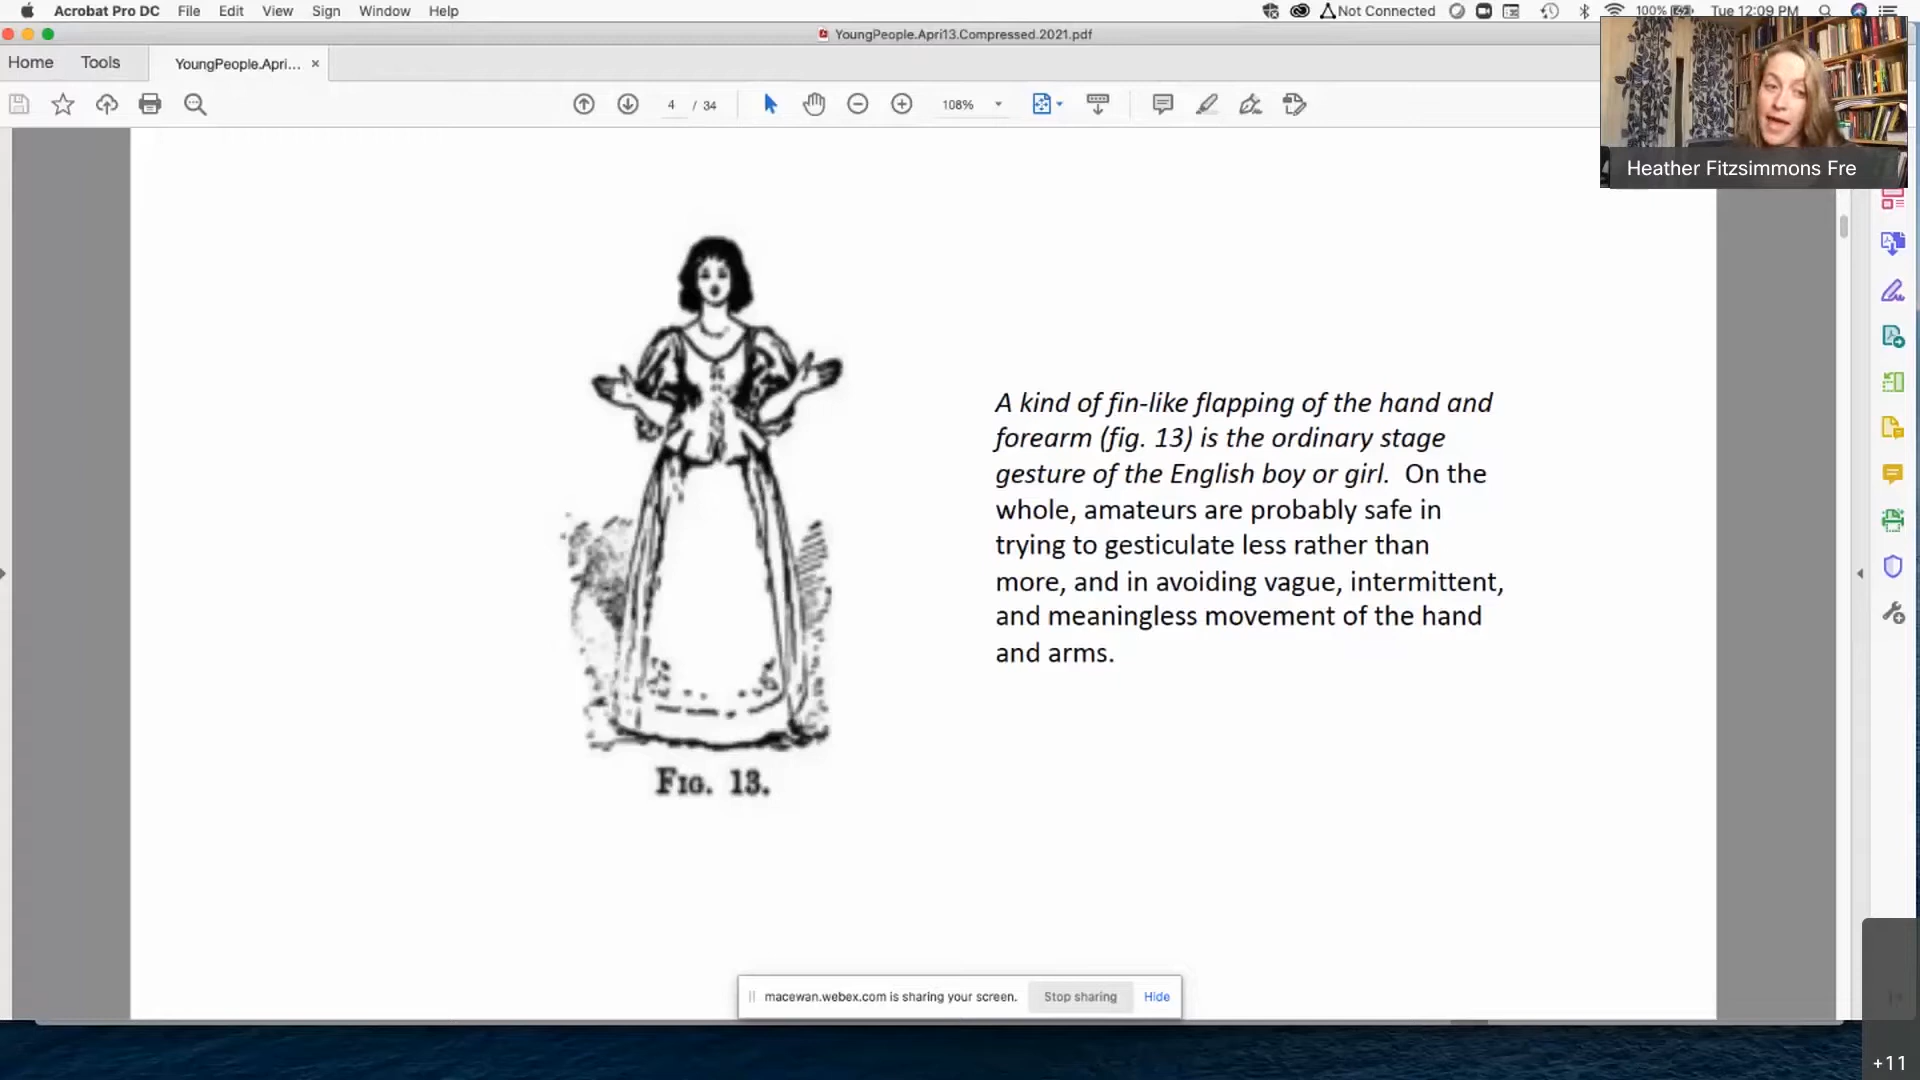 Acrobat Pro DC File Edit View Sign Window Help Not Connected 100% Tue 12:09 PM
YoungPeople.Apri13.Compressed.2021.pdf
Home Tools YoungPeople.Apri... ×
4 / 34 108%
Heather Fitzsimmons Fre
A kind of fin-like flapping of the hand and
forearm (fig. 13) is the ordinary stage
gesture of the English boy or girl. On the
whole, amateurs are probably safe in
trying to gesticulate less rather than
more, and in avoiding vague, intermittent,
and meaningless movement of the hand
and arms.
FIG. 13.
macewan.webex.com is sharing your screen. Stop sharing Hide
+11